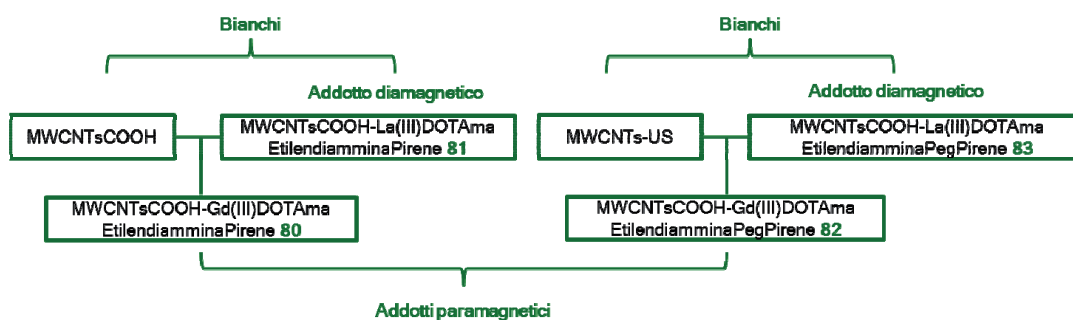 Bianchi
Bianchi
Addotto diamagnetico
Addotto diamagnetico
MWCNTsCOOH
MWCNTsCOOH-La(III)DOTAma
EtilendiamminaPirene 81
MWCNTs-US
MWCNTsCOOH-La(III)DOTAma
EtilendiamminaPegPirene 83
MWCNTsCOOH-Gd(III)DOTAma
EtilendiamminaPirene 80
MWCNTsCOOH-Gd(III)DOTAma
EtilendiamminaPegPirene 82
Addotti paramagnetici